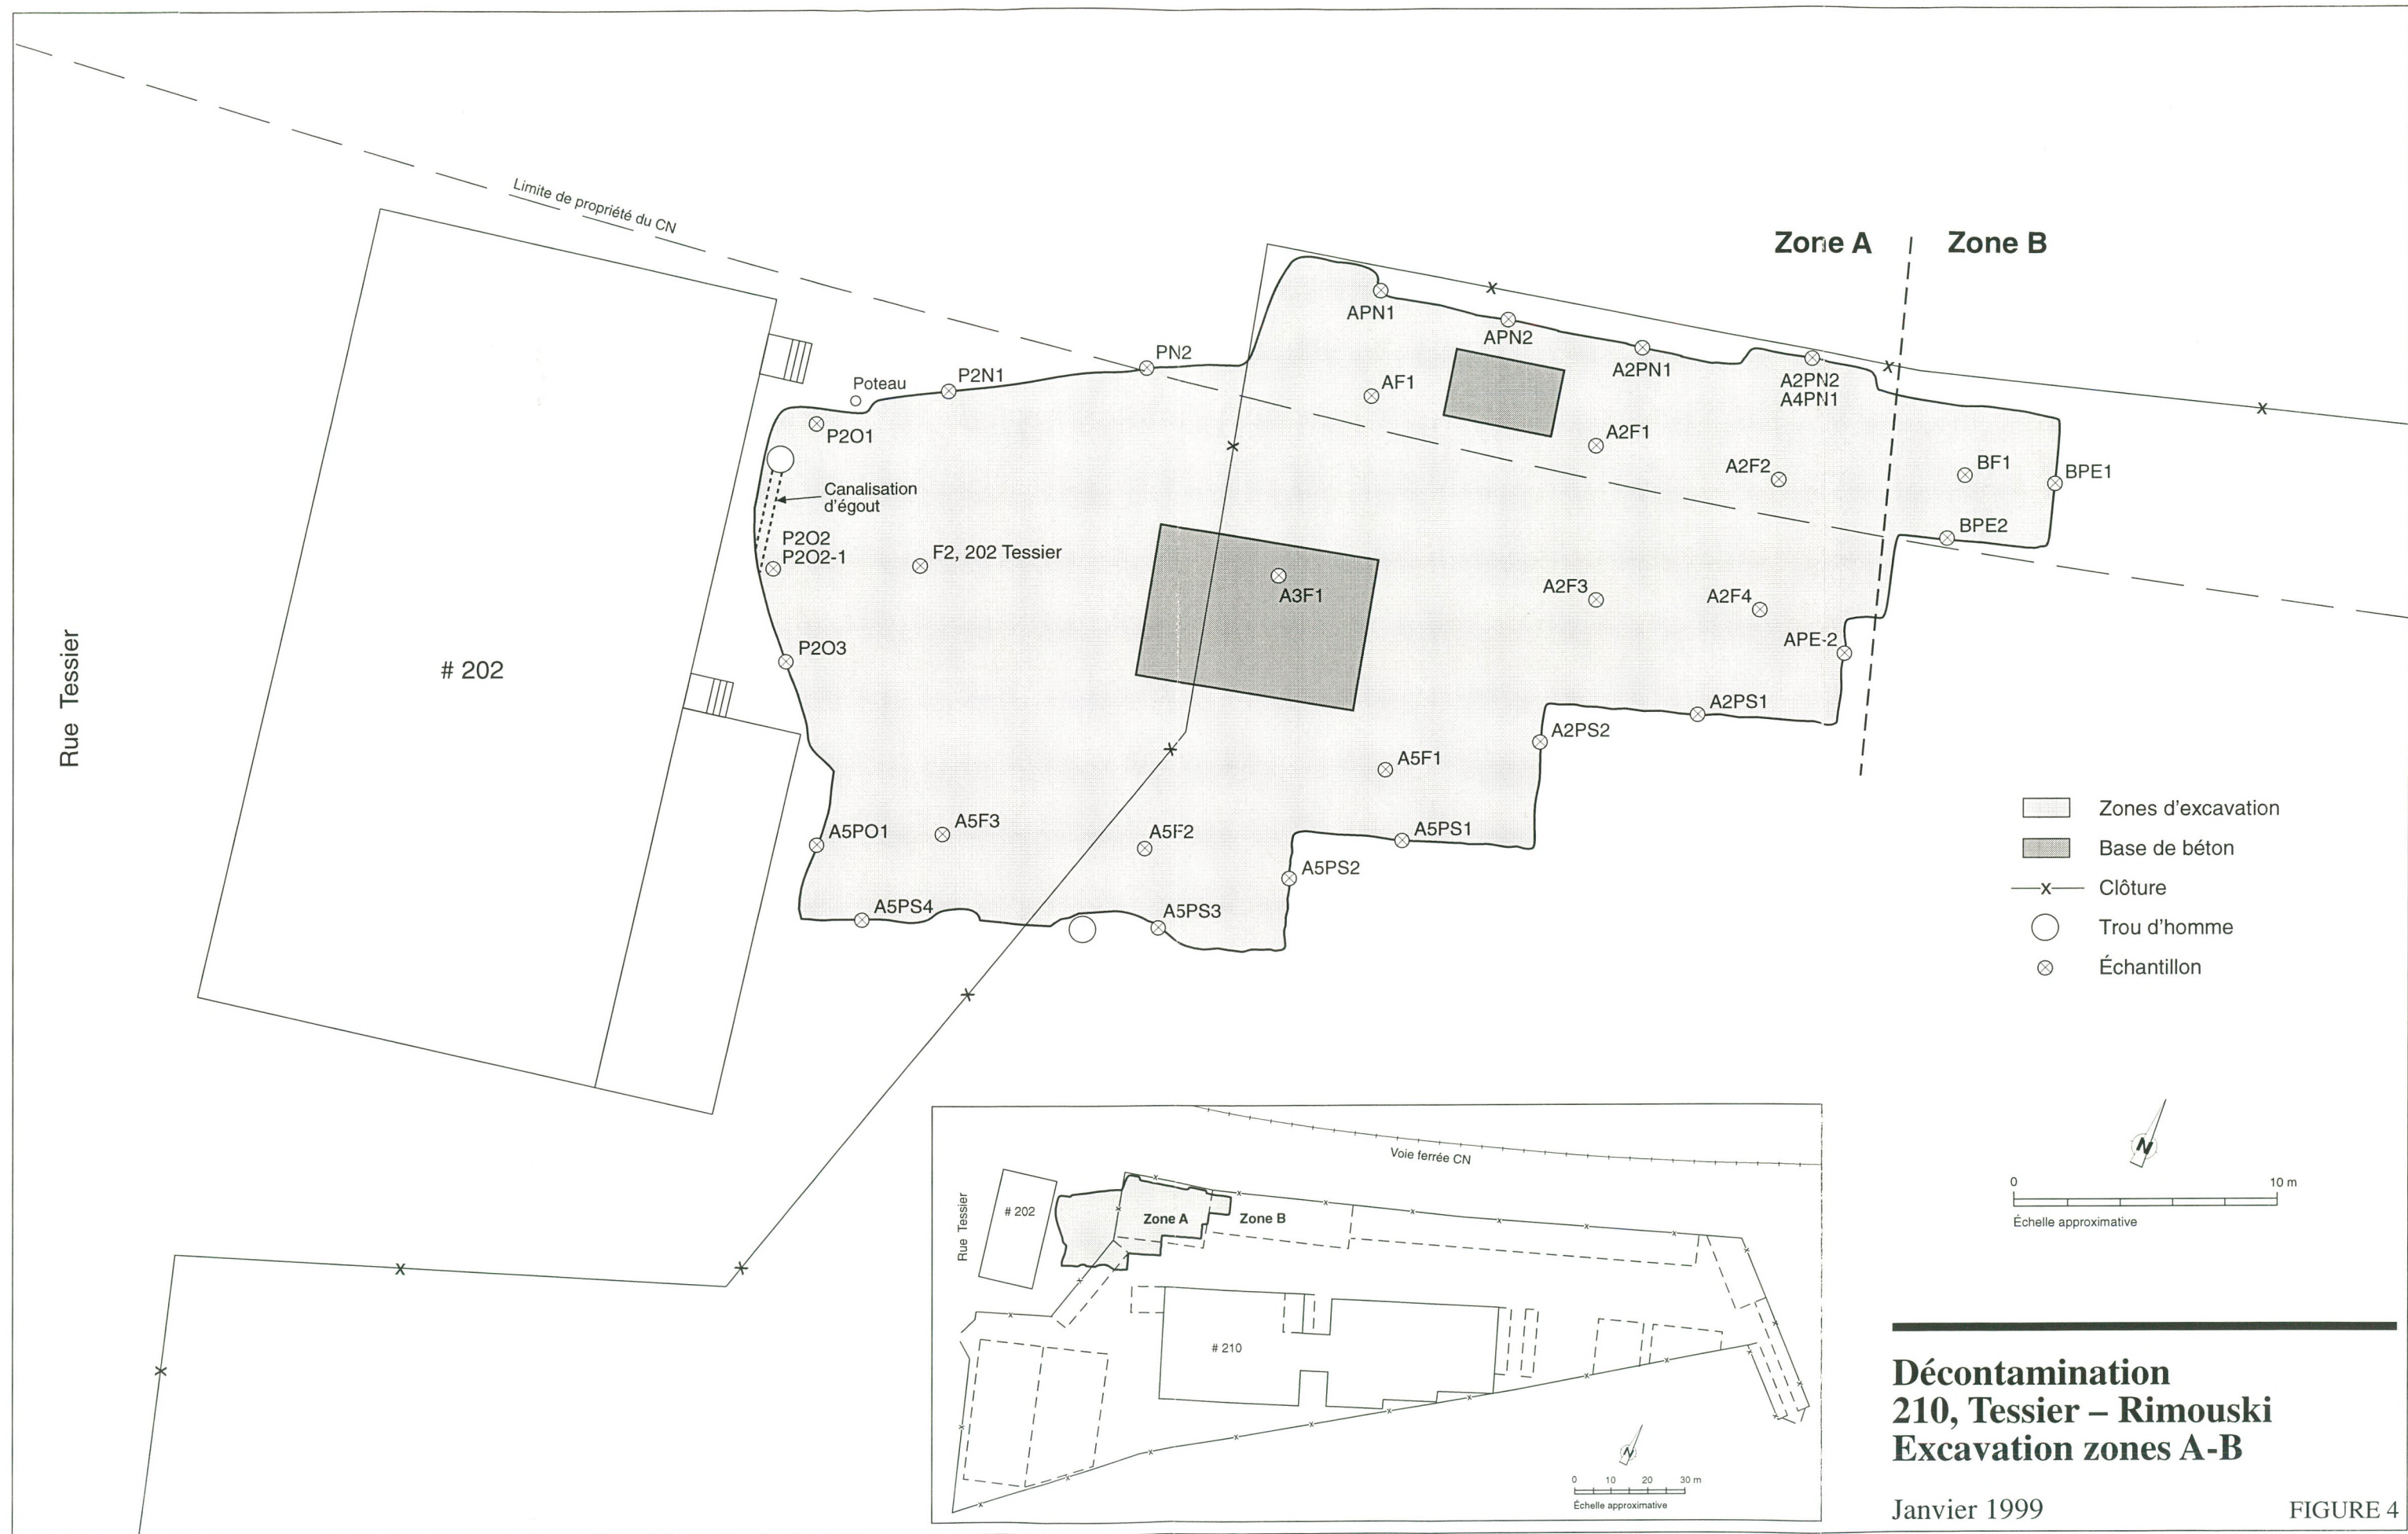 Limite de propriété du CN
Zone A
Zone B
APN1
APN2
A2PN1
A2PN2
A4PN1
PN2
P2N1
Poteau
P2O1
AF1
A2F1
A2F2
BF1
BPE1
BPE2
Canalisation
d'égout
P2O2
P2O2-1
F2, 202 Tessier
A3F1
A2F3
A2F4
APE-2
P2O3
# 202
Rue Tessier
A2PS1
A2PS2
A5F1
A5PO1
A5F3
A5F2
A5PS1
A5PS2
A5PS4
A5PS3
Zones d'excavation
Base de béton
x
Clôture
Trou d'homme
Échantillon
N
0 10 m
Échelle approximative
Voie ferrée CN
Rue Tessier
# 202
Zone A
Zone B
# 210
N
0 10 20 30 m
Échelle approximative
Décontamination
210, Tessier – Rimouski
Excavation zones A-B
Janvier 1999
FIGURE 4